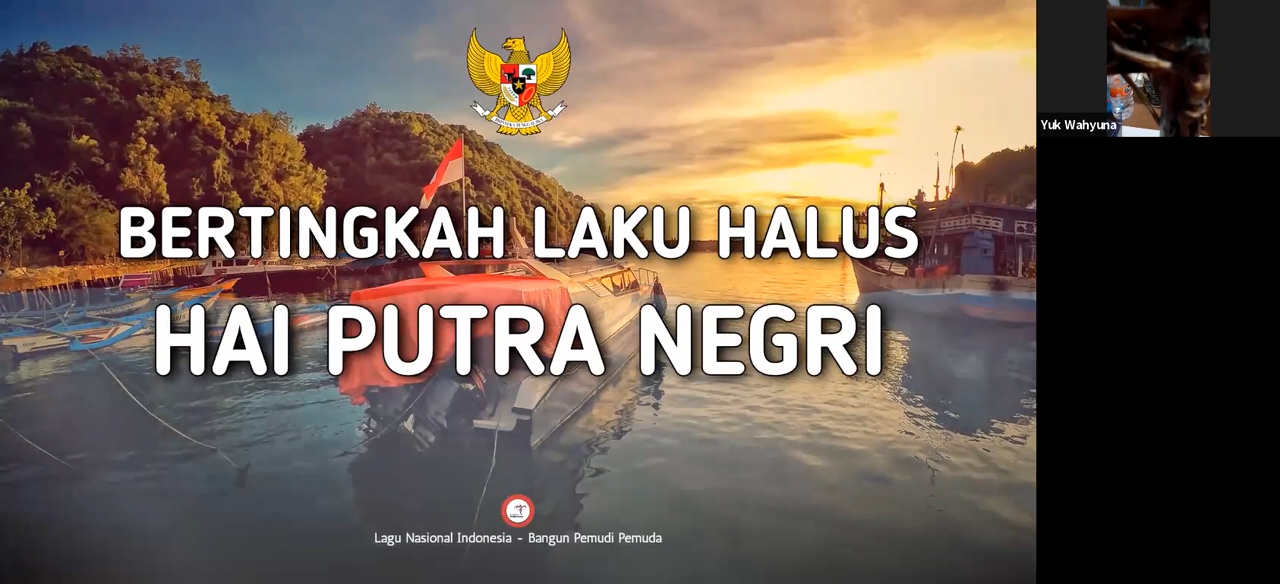 BERTINGKAH LAKU HALUS
HAI PUTRA NEGRI
Lagu Nasional Indonesia - Bangun Pemudi Pemuda
Yuk Wahyuna